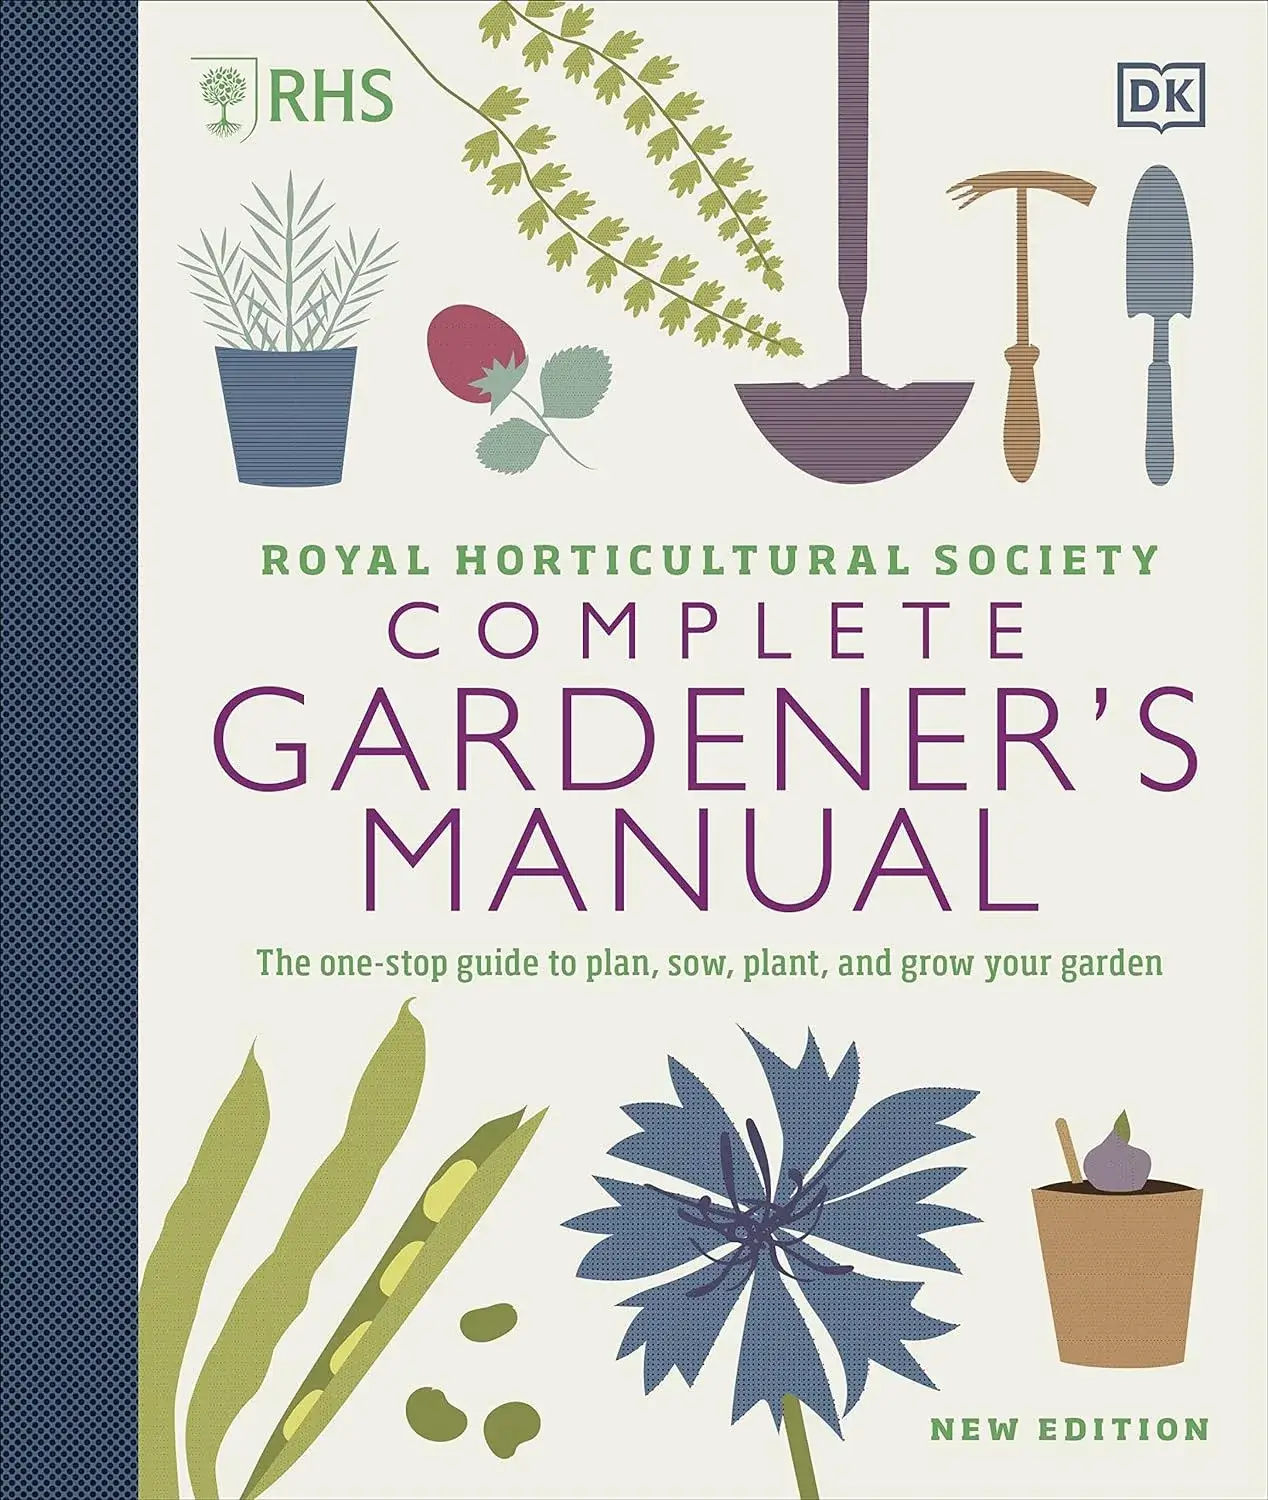 RHS
DK
ROYAL HORTICULTURAL SOCIETY
COMPLETE
GARDENER'S
MANUAL
The one-stop guide to plan, sow, plant, and grow your garden
NEW EDITION